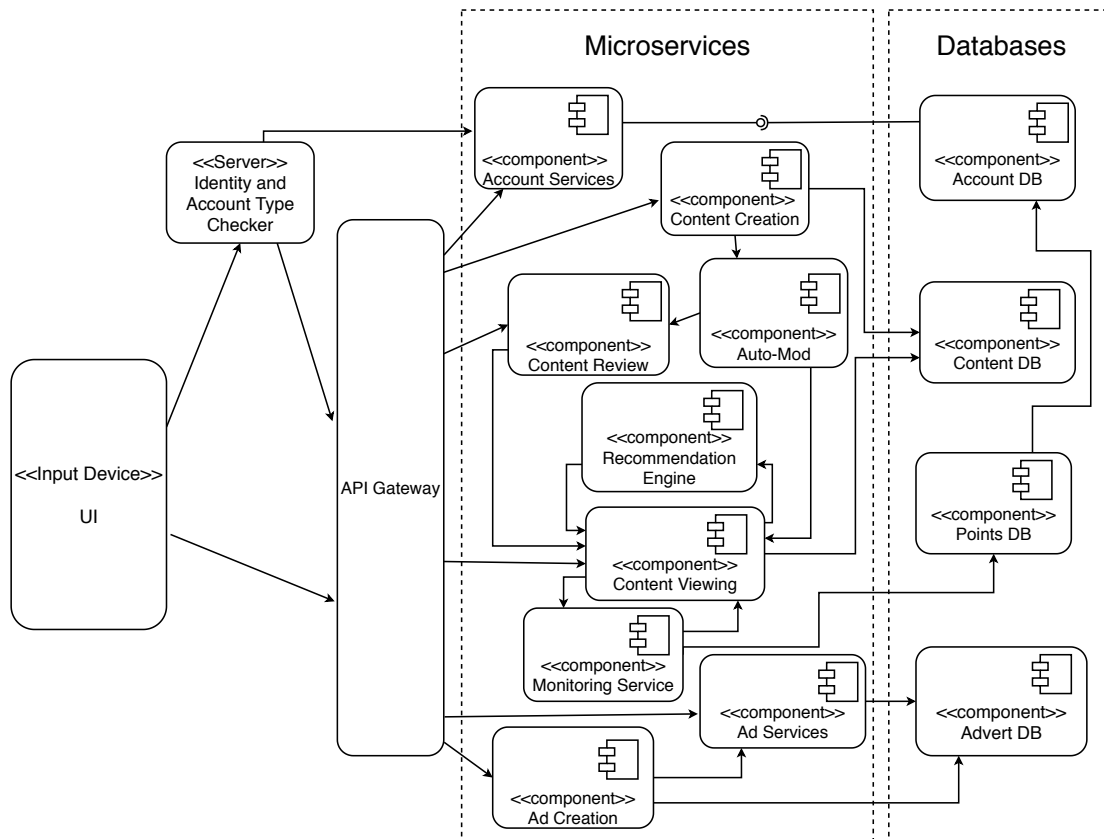 Microservices
Databases
<<component>>
Account Services
<<component>>
Account DB
<<Server>>
Identity and
Account Type
Checker
<<component>>
Content Creation
<<component>>
Content Review
<<component>>
Auto-Mod
<<component>>
Content DB
<<Input Device>>
UI
API Gateway
<<component>>
Recommendation
Engine
<<component>>
Points DB
<<component>>
Content Viewing
<<component>>
Monitoring Service
<<component>>
Ad Services
<<component>>
Advert DB
<<component>>
Ad Creation